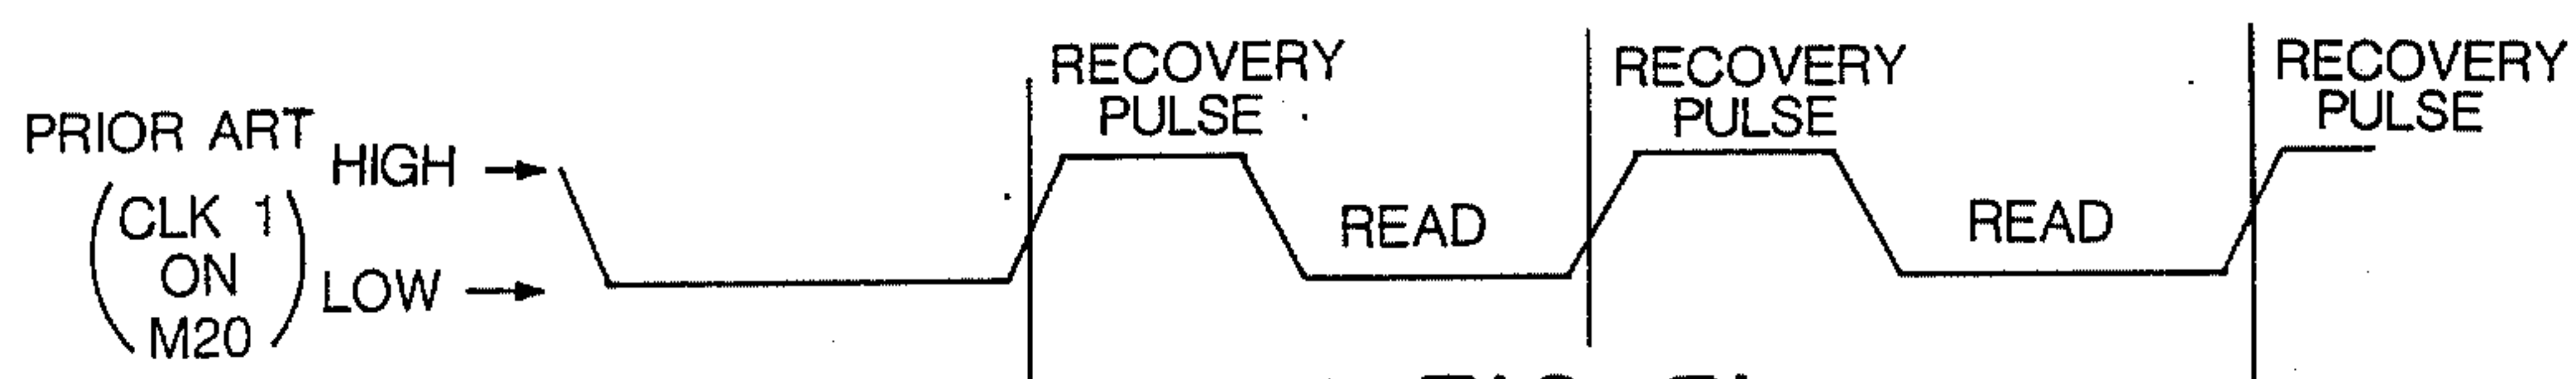 RECOVERY
PULSE
RECOVERY
PULSE
RECOVERY
PULSE
PRIOR ART
HIGH
(CLK 1
ON
M20)
LOW
READ
READ